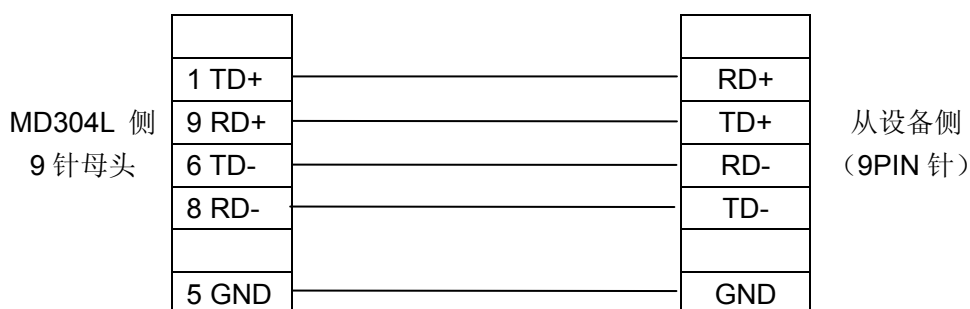 1 TD+ RD+
MD304L 侧 9 RD+ TD+ 从设备侧
9 针母头 6 TD- RD- （9PIN 针）
8 RD- TD-
5 GND GND